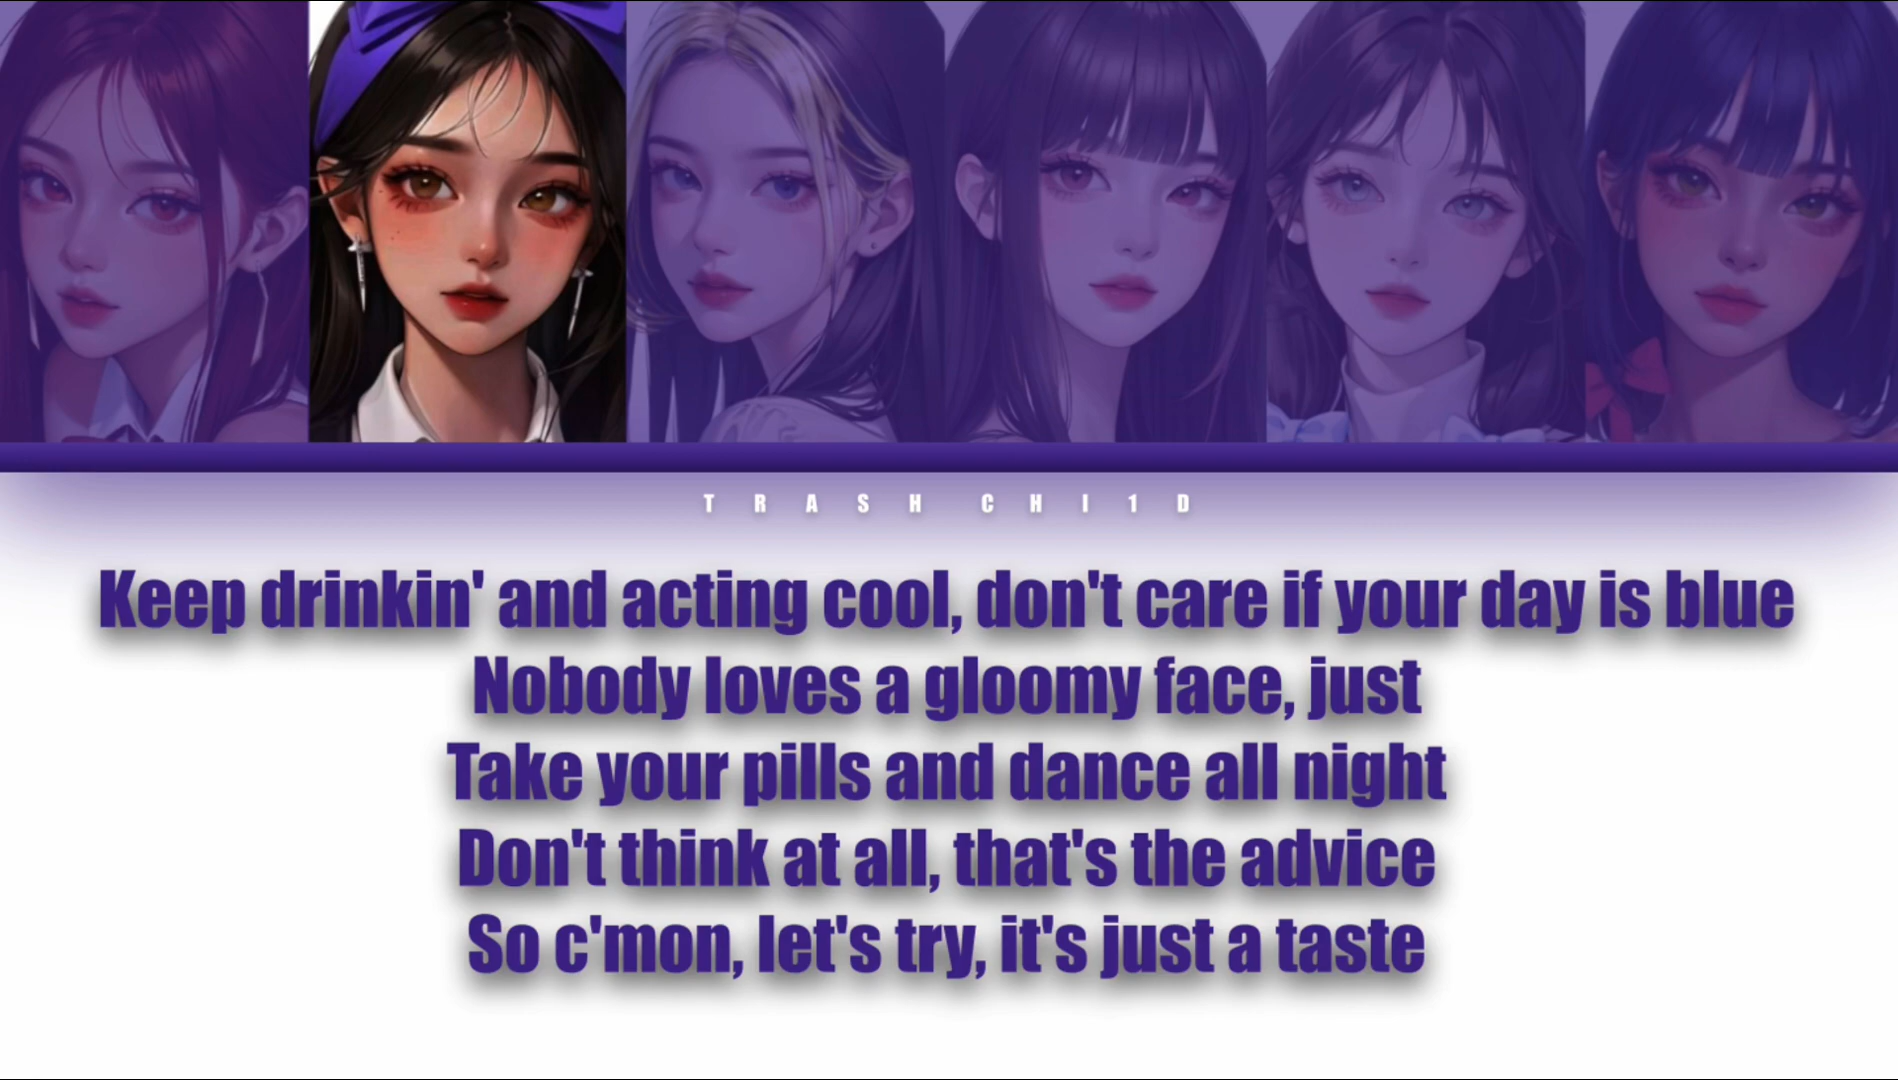 TRASH CHI1D
Keep drinkin' and acting cool, don't care if your day is blue
Nobody loves a gloomy face, just
Take your pills and dance all night
Don't think at all, that's the advice
So c'mon, let's try, it's just a taste